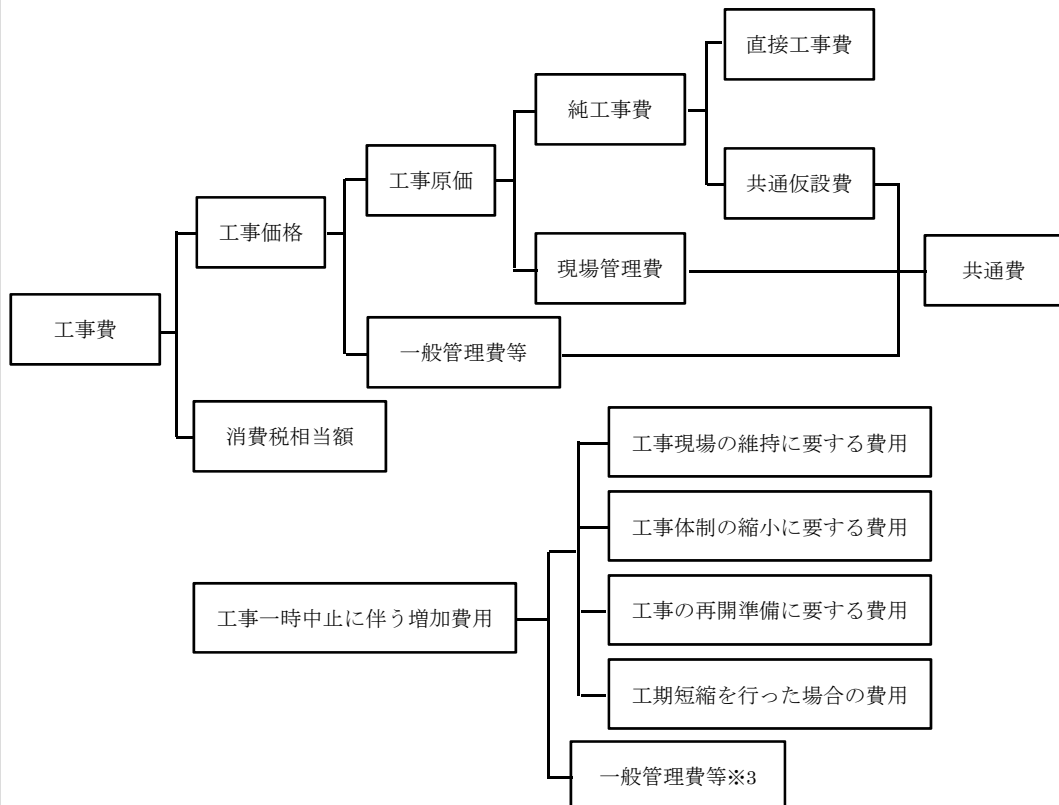 直接工事費
純工事費
共通仮設費
工事原価
工事価格
現場管理費
共通費
工事費
一般管理費等
消費税相当額
工事現場の維持に要する費用
工事体制の縮小に要する費用
工事一時中止に伴う増加費用
工事の再開準備に要する費用
工期短縮を行った場合の費用
一般管理費等※3